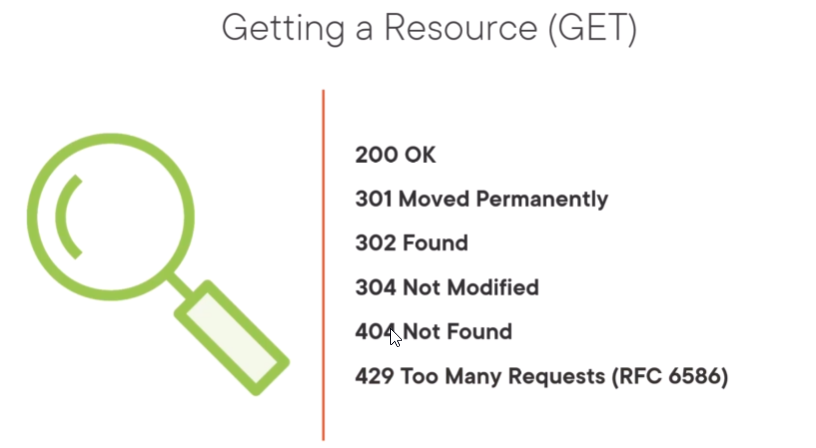 Getting a Resource (GET)
200 OK
301 Moved Permanently
302 Found
304 Not Modified
404 Not Found
429 Too Many Requests (RFC 6586)